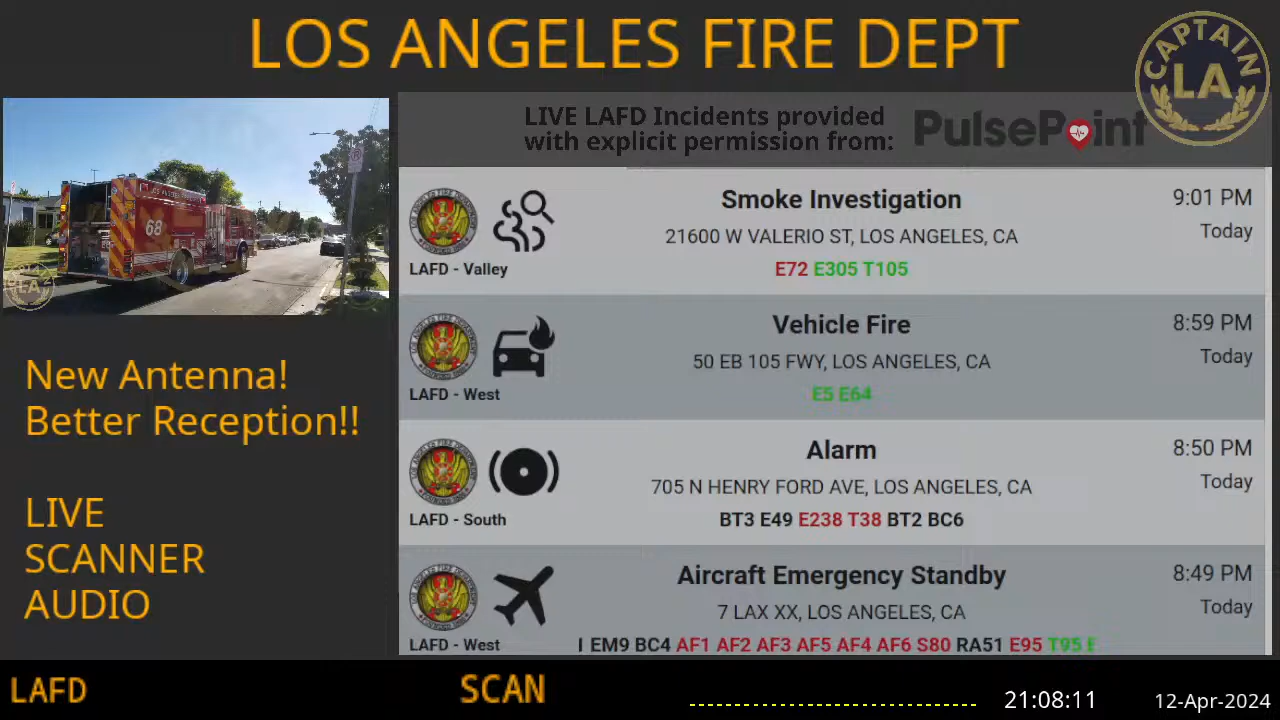 LOS ANGELES FIRE DEPT
CAPTAIN
LA
LIVE LAFD Incidents provided
with explicit permission from:
PulsePoint
68
LA
New Antenna!
Better Reception!!
LIVE
SCANNER
AUDIO
Smoke Investigation
9:01 PM
21600 W VALERIO ST, LOS ANGELES, CA
Today
LAFD - Valley
E72 E305 T105
Vehicle Fire
8:59 PM
50 EB 105 FWY, LOS ANGELES, CA
Today
LAFD - West
E5 E64
Alarm
8:50 PM
705 N HENRY FORD AVE, LOS ANGELES, CA
Today
LAFD - South
BT3 E49 E238 T38 BT2 BC6
Aircraft Emergency Standby
8:49 PM
7 LAX XX, LOS ANGELES, CA
Today
LAFD - West
EM9 BC4 AF1 AF2 AF3 AF5 AF4 AF6 S80 RA51 E95 T95
LAFD
SCAN
21:08:11
12-Apr-2024